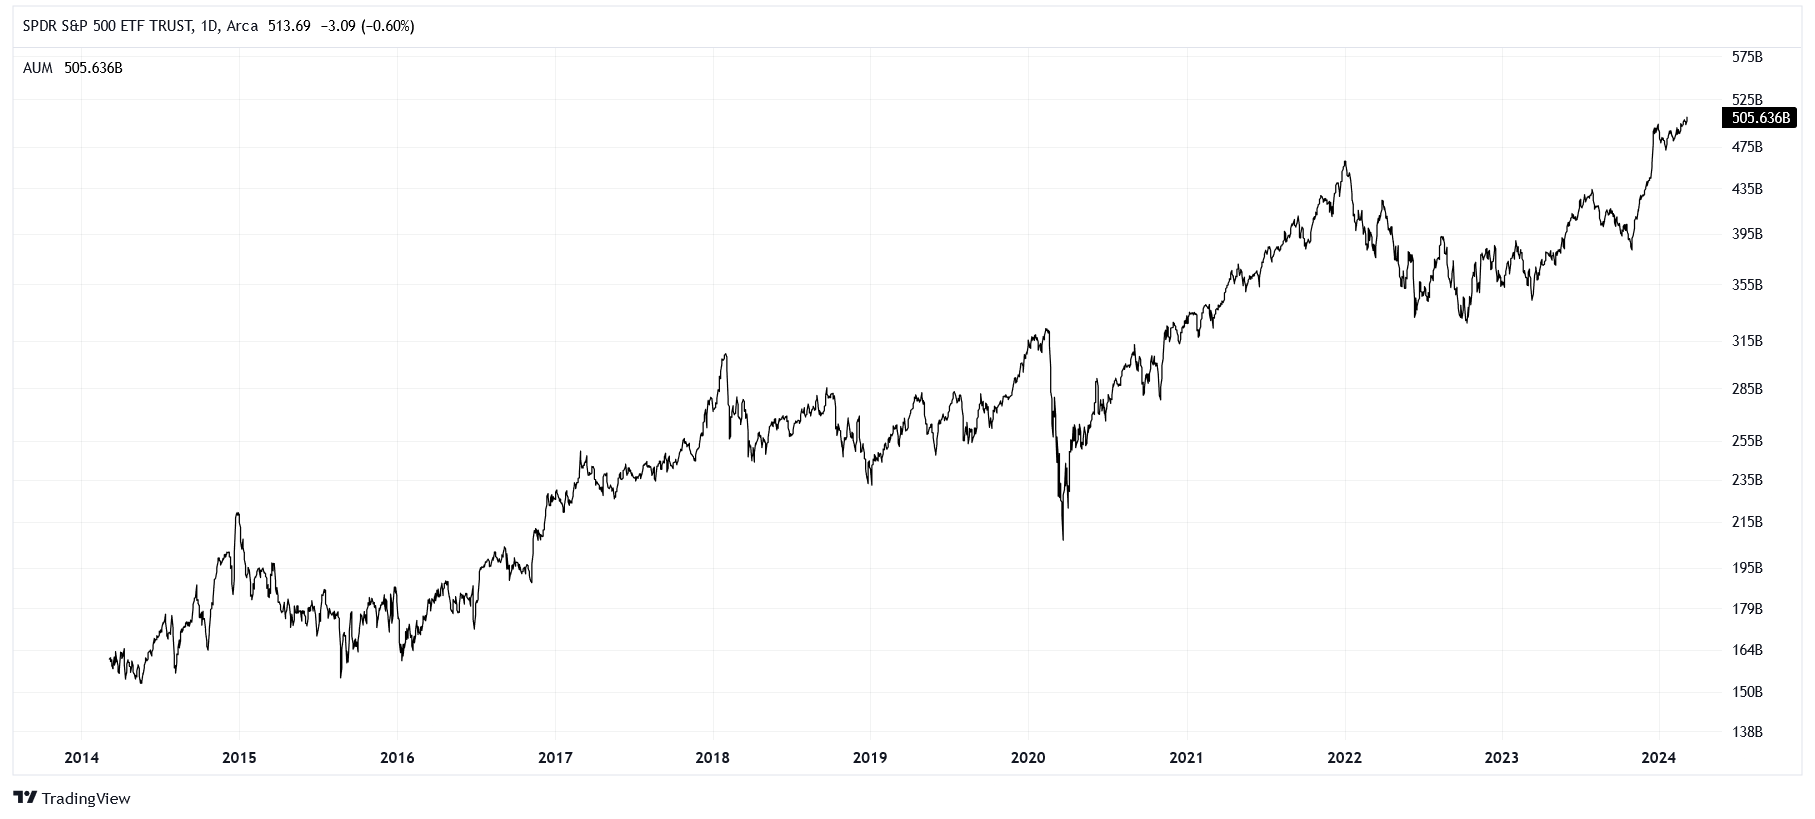 SPDR S&P 500 ETF TRUST, 1D, Arca 513.69 −3.09 (−0.60%)
AUM 505.636B
575B
525B
505.636B
475B
435B
395B
355B
315B
285B
255B
235B
215B
195B
179B
164B
150B
138B
2014 2015 2016 2017 2018 2019 2020 2021 2022 2023 2024
TradingView